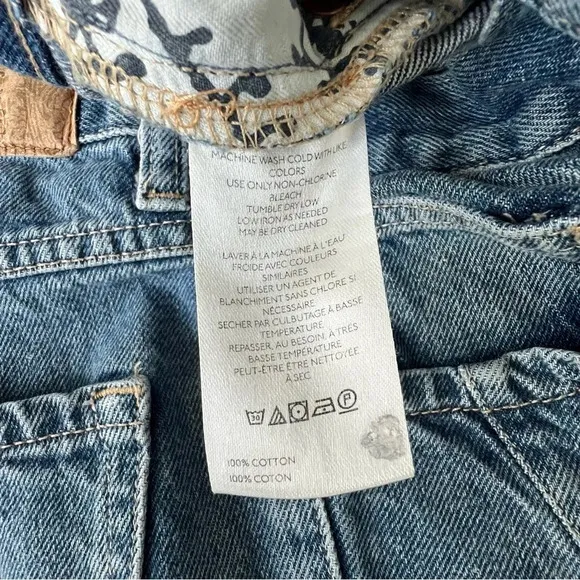 MACHINE WASH COLD WITH LIKE
COLORS
USE ONLY NON-CHLORINE
BLEACH
TUMBLE DRY LOW
LOW IRON AS NEEDED
MAY BE DRY CLEANED
LAVER À LA MACHINE À L'EAU
FROIDE AVEC COULEURS
SIMILAIRES
UTILISER UN AGENT DE
BLANCHIMENT SANS CHLORE SI
NÉCESSAIRE
SECHER PAR CULBUTAGE À BASSE
TEMPERATURE
REPASSER, AU BESOIN, À TRÈS
BASSE TEMPÉRATURE
PEUT-ÊTRE ÊTRE NETTOYÉE
À SEC
30 P
100% COTTON
100% COTON